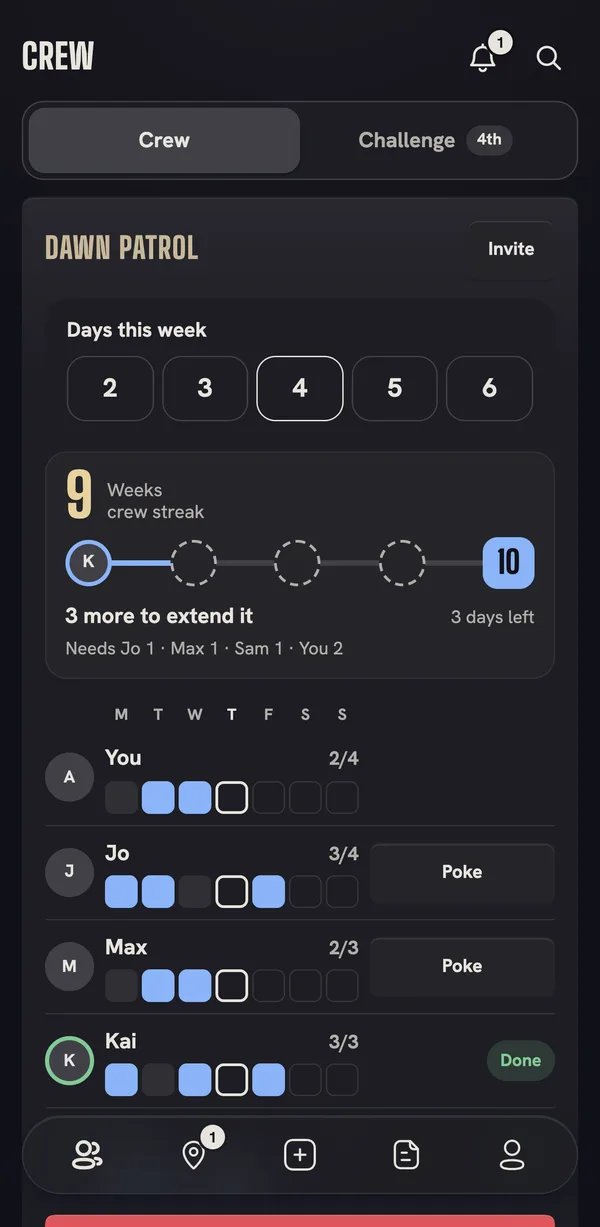 CREW
1
Crew
Challenge 4th
DAWN PATROL
Invite
Days this week
2 3 4 5 6
9 Weeks
crew streak
K 10
3 more to extend it 3 days left
Needs Jo 1 · Max 1 · Sam 1 · You 2
M T W T F S S
A You 2/4
J Jo 3/4 Poke
M Max 2/3 Poke
K Kai 3/3 Done
1